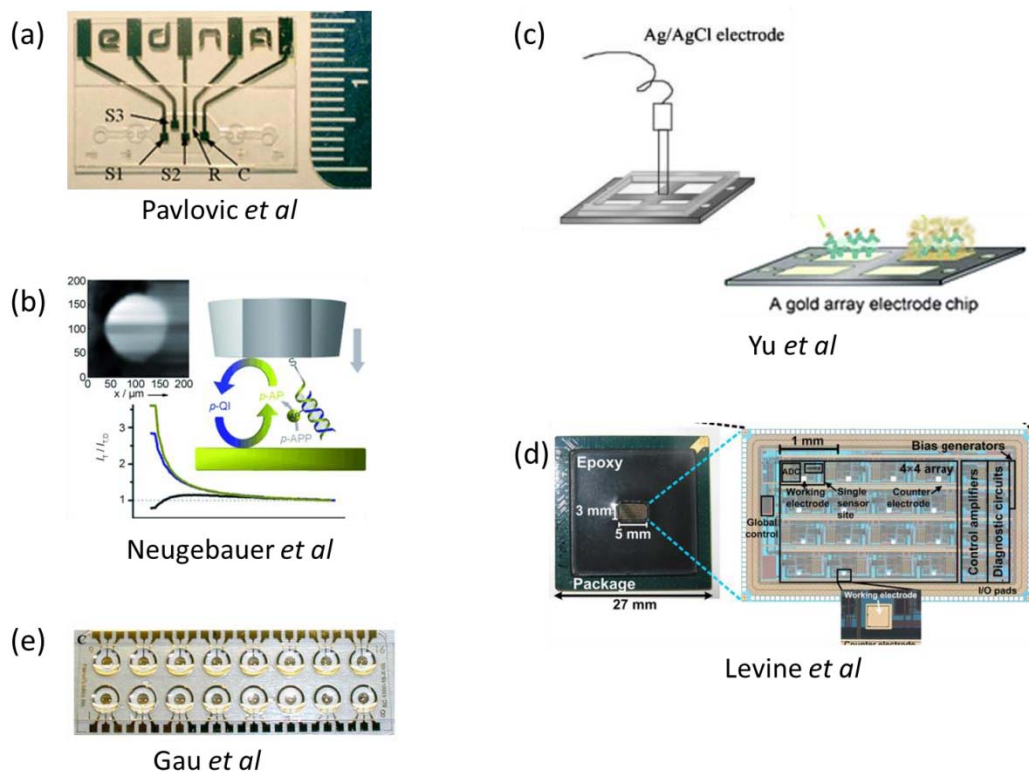 (a)
edna
S3
S1 S2 R C
1
Pavlovic et al
(b)
200
150
100
50
0
0 50 100 150 200
x / µm
S
p-AP
p-QI
p-APP
I_T / I_T,D
3
2
1
Neugebauer et al
(c)
Ag/AgCl electrode
A gold array electrode chip
Yu et al
(d)
Epoxy
3 mm
5 mm
Package
27 mm
1 mm
Bias generators
ADC
4×4 array
Working electrode
Single sensor site
Counter electrode
Global control
Control amplifiers
Diagnostic circuits
I/O pads
Working electrode
Counter electrode
Levine et al
(e)
C
Gau et al